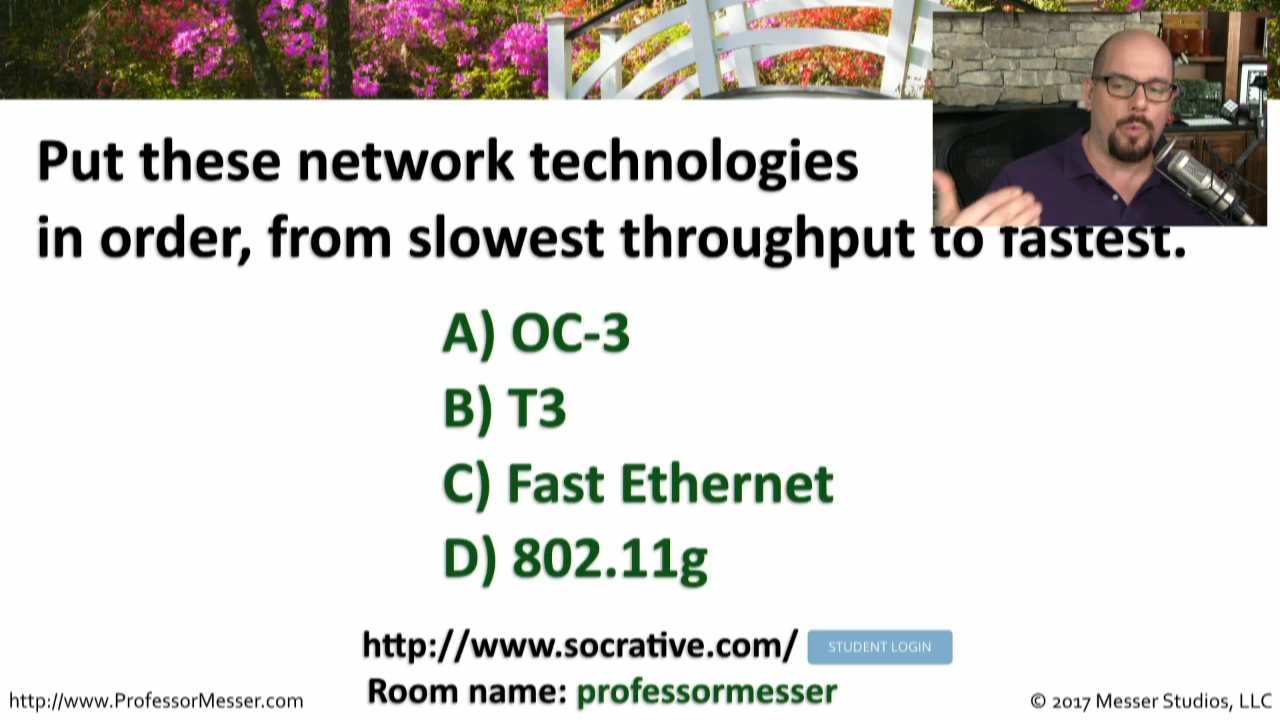 Put these network technologies
in order, from slowest throughput to fastest.
A) OC-3
B) T3
C) Fast Ethernet
D) 802.11g
http://www.socrative.com/ STUDENT LOGIN
Room name: professormesser
http://www.ProfessorMesser.com
© 2017 Messer Studios, LLC